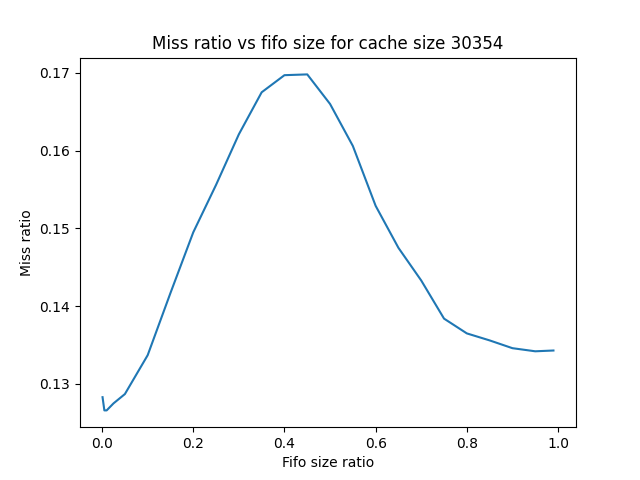 Miss ratio vs fifo size for cache size 30354
0.17
0.16
0.15
0.14
0.13
Miss ratio
0.0 0.2 0.4 0.6 0.8 1.0
Fifo size ratio